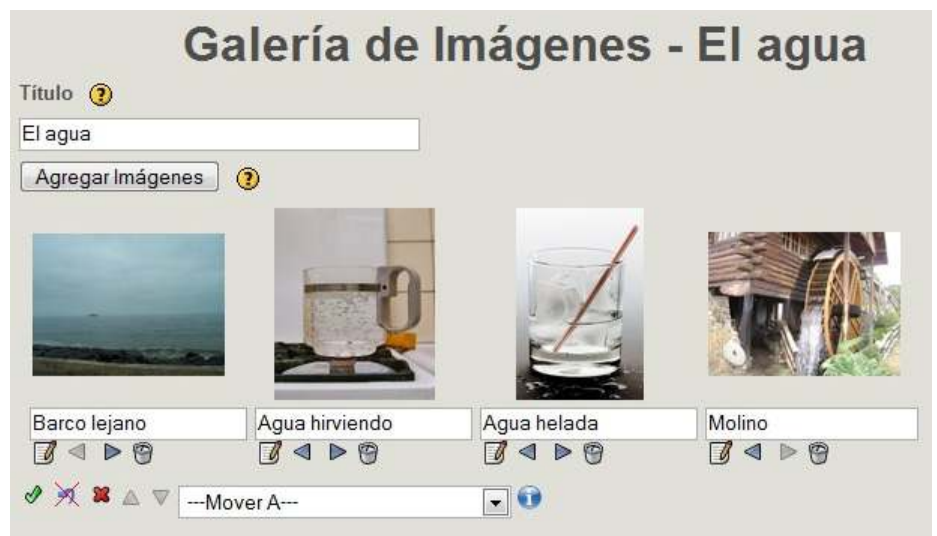 Galería de Imágenes - El agua
Título ?
El agua
Agregar Imágenes ?
Barco lejano Agua hirviendo Agua helada Molino
---Mover A--- i